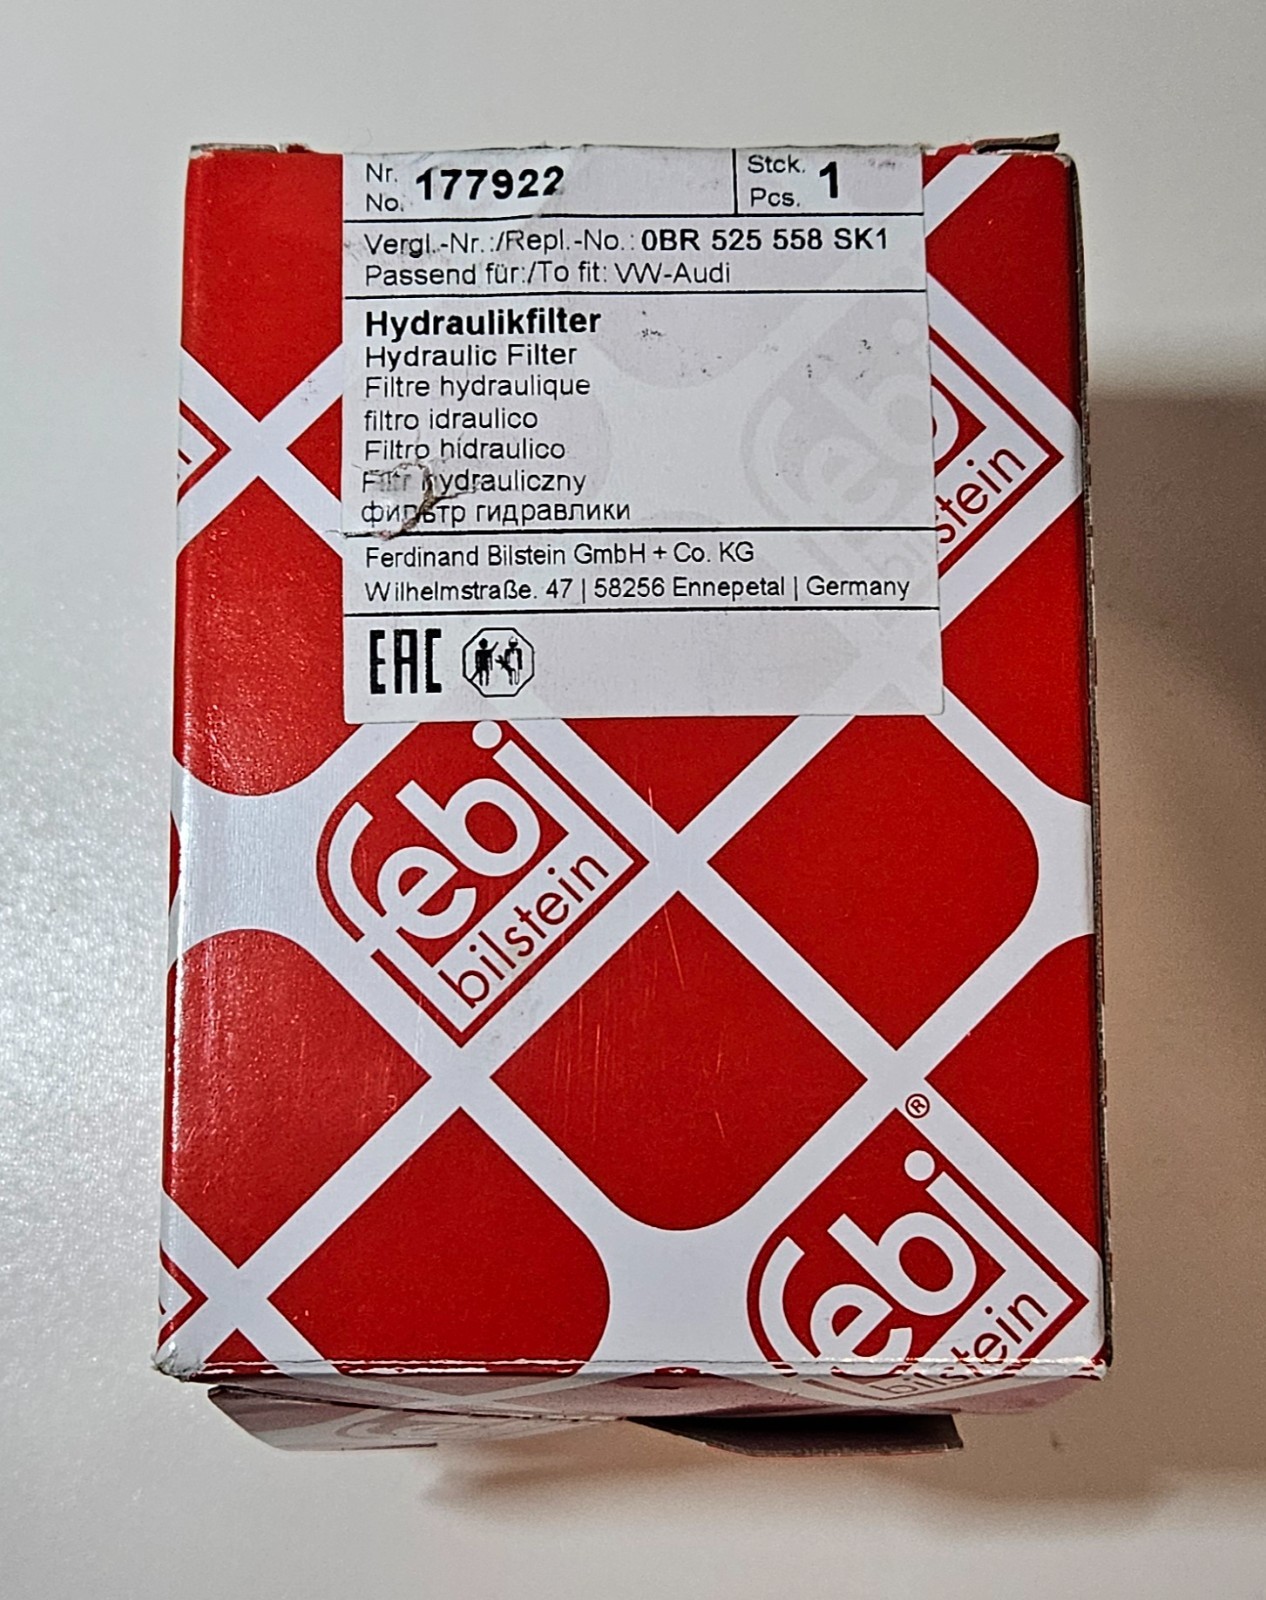 Nr. No. 177922
Stck. Pcs. 1
Vergl.-Nr.:/Repl.-No.: 0BR 525 558 SK1
Passend für:/To fit: VW-Audi
Hydraulikfilter
Hydraulic Filter
Filtre hydraulique
filtro idraulico
Filtro hidraulico
Filtr hydrauliczny
фильтр гидравлики
Ferdinand Bilstein GmbH + Co. KG
Wilhelmstraße. 47 | 58256 Ennepetal | Germany
EAC
bilstein
febi
bilstein
®
febi
bilstein